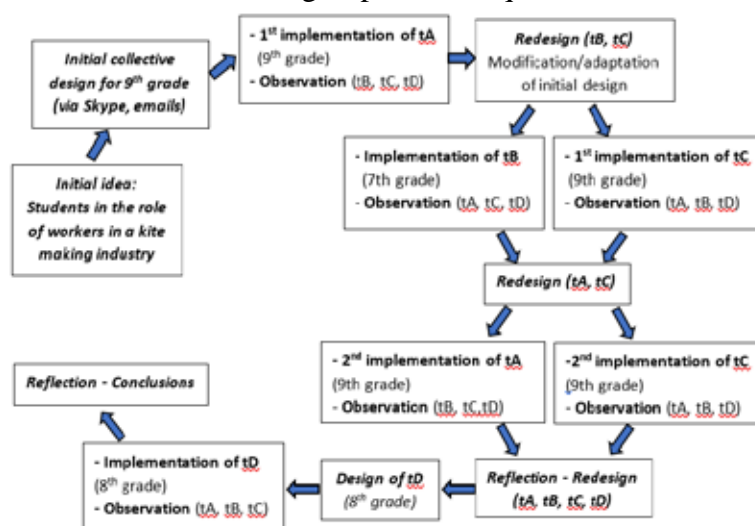 Initial collective
design for 9th grade
(via Skype, emails)
- 1st implementation of tA
(9th grade)
- Observation (tB, tC, tD)
Redesign (tB, tC)
Modification/adaptation
of initial design
Initial idea:
Students in the role
of workers in a kite
making industry
- Implementation of tB
(7th grade)
- Observation (tA, tC, tD)
- 1st implementation of tC
(9th grade)
- Observation (tA, tB, tD)
Redesign (tA, tC)
- 2nd implementation of tA
(9th grade)
- Observation (tB, tC,tD)
-2nd implementation of tC
(9th grade)
- Observation (tA, tB, tD)
Reflection - Conclusions
- Implementation of tD
(8th grade)
- Observation (tA, tB, tC)
Design of tD
(8th grade)
Reflection - Redesign
(tA, tB, tC, tD)